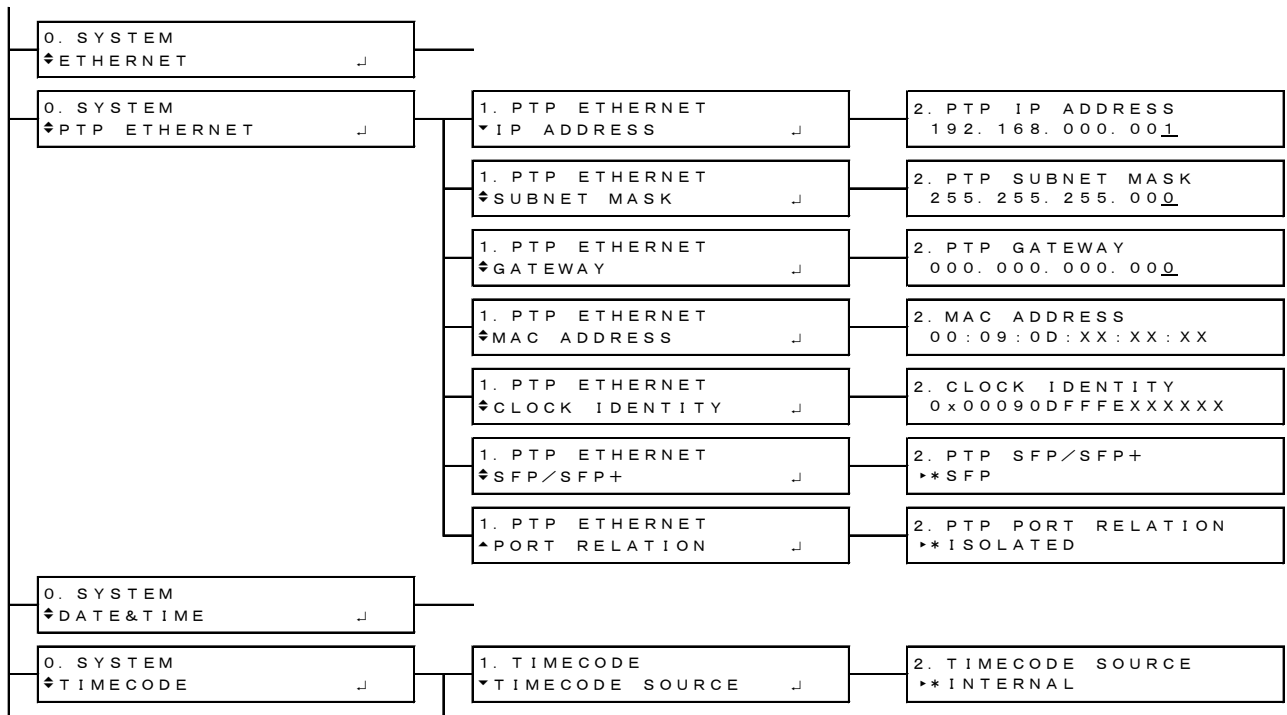 0. SYSTEM
♦ETHERNET ↵
0. SYSTEM
♦PTP ETHERNET ↵
1. PTP ETHERNET
▾IP ADDRESS ↵
2. PTP IP ADDRESS
192.168.000.001
1. PTP ETHERNET
♦SUBNET MASK ↵
2. PTP SUBNET MASK
255.255.255.000
1. PTP ETHERNET
♦GATEWAY ↵
2. PTP GATEWAY
000.000.000.000
1. PTP ETHERNET
♦MAC ADDRESS ↵
2. MAC ADDRESS
00:09:0D:XX:XX:XX
1. PTP ETHERNET
♦CLOCK IDENTITY ↵
2. CLOCK IDENTITY
0x00090DFFFEXXXXXX
1. PTP ETHERNET
♦SFP/SFP+ ↵
2. PTP SFP/SFP+
▸*SFP
1. PTP ETHERNET
▴PORT RELATION ↵
2. PTP PORT RELATION
▸*ISOLATED
0. SYSTEM
♦DATE&TIME ↵
0. SYSTEM
♦TIMECODE ↵
1. TIMECODE
▾TIMECODE SOURCE ↵
2. TIMECODE SOURCE
▸*INTERNAL